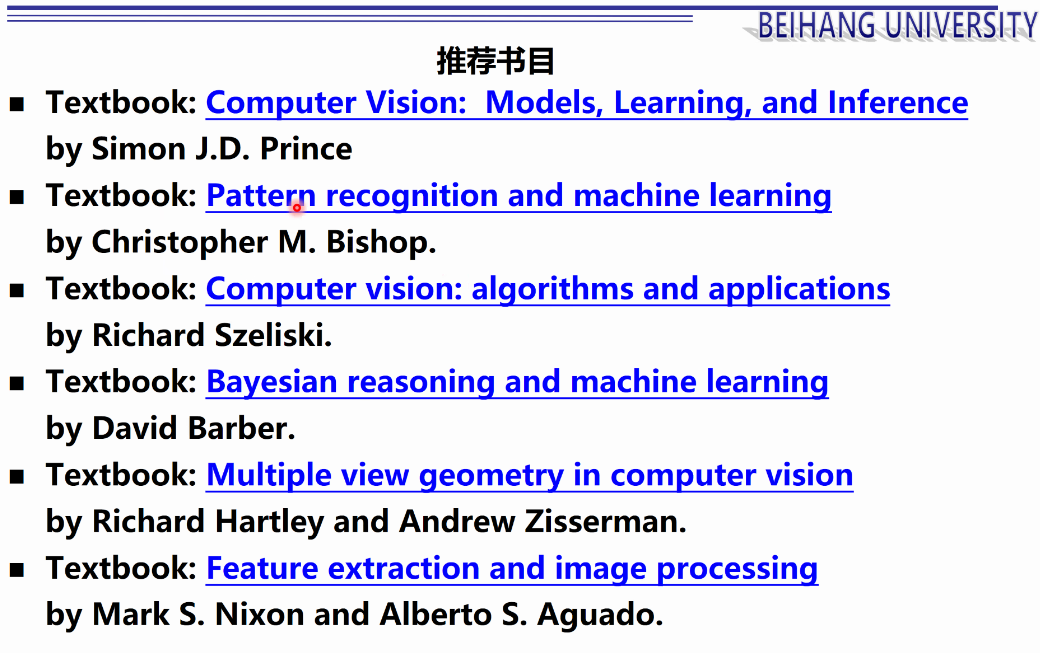 BEIHANG UNIVERSITY
推荐书目
■ Textbook: Computer Vision: Models, Learning, and Inference
by Simon J.D. Prince
■ Textbook: Pattern recognition and machine learning
by Christopher M. Bishop.
■ Textbook: Computer vision: algorithms and applications
by Richard Szeliski.
■ Textbook: Bayesian reasoning and machine learning
by David Barber.
■ Textbook: Multiple view geometry in computer vision
by Richard Hartley and Andrew Zisserman.
■ Textbook: Feature extraction and image processing
by Mark S. Nixon and Alberto S. Aguado.